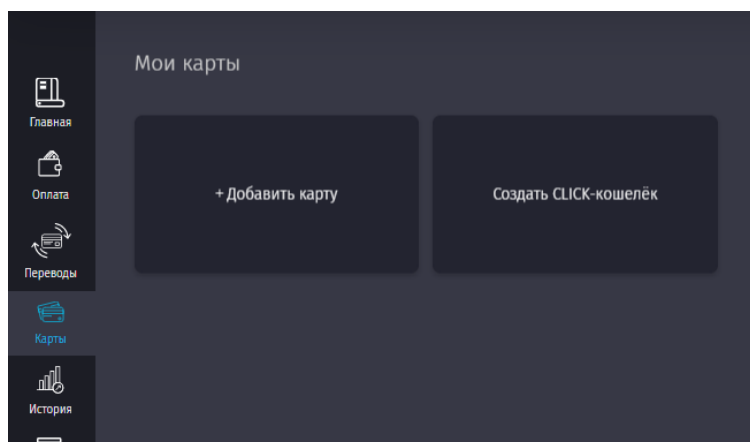 Мои карты
Главная
Оплата
Переводы
Карты
История
+ Добавить карту
Создать CLICK-кошелёк